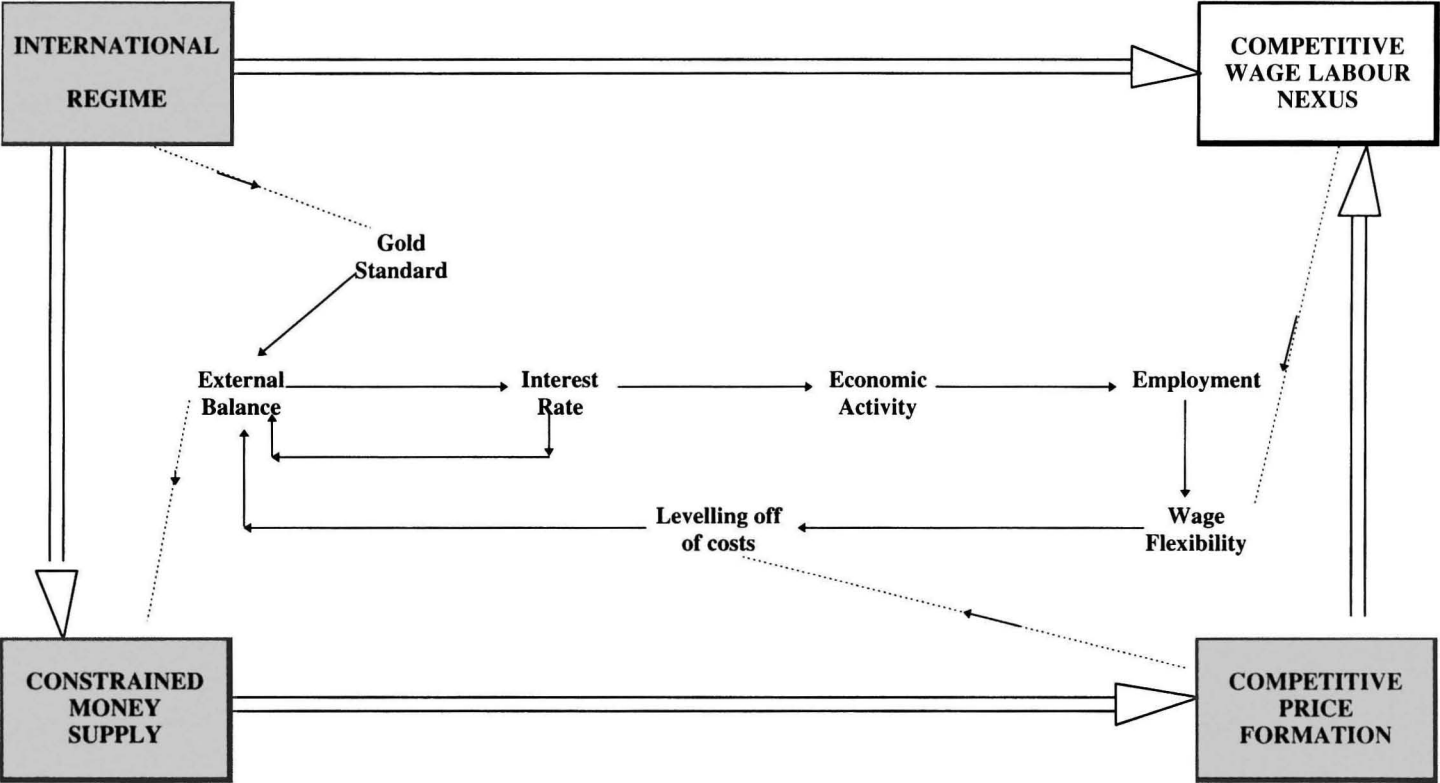 INTERNATIONAL
REGIME
COMPETITIVE
WAGE LABOUR
NEXUS
Gold
Standard
External
Balance
Interest
Rate
Economic
Activity
Employment
Levelling off
of costs
Wage
Flexibility
CONSTRAINED
MONEY
SUPPLY
COMPETITIVE
PRICE
FORMATION